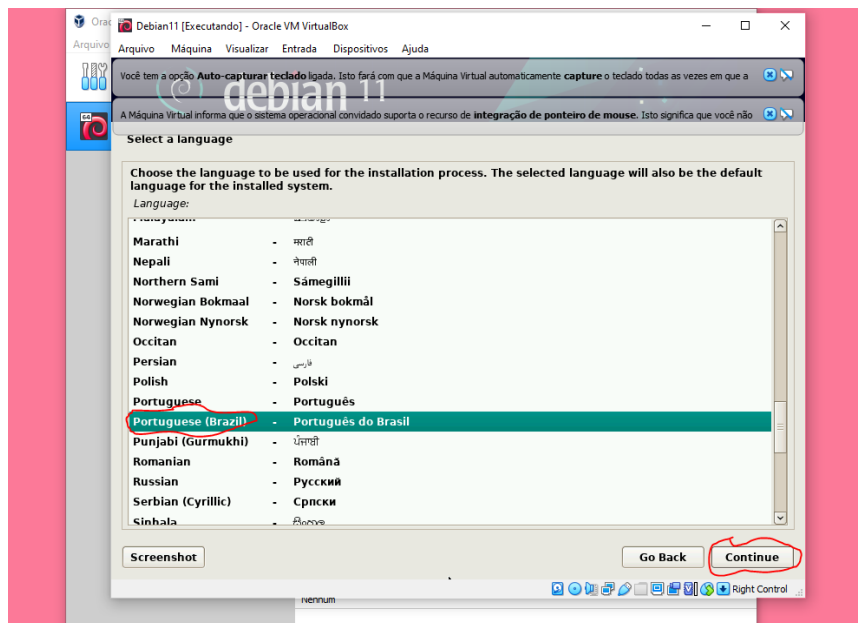 Orac
Debian11 [Executando] - Oracle VM VirtualBox
Arquivo
Arquivo Máquina Visualizar Entrada Dispositivos Ajuda
Você tem a opção Auto-capturar teclado ligada. Isto fará com que a Máquina Virtual automaticamente capture o teclado todas as vezes em que a
debian 11
A Máquina Virtual informa que o sistema operacional convidado suporta o recurso de integração de ponteiro de mouse. Isto significa que você não
64
Select a language
Choose the language to be used for the installation process. The selected language will also be the default
language for the installed system.
Language:
Marathi - मराठी
Nepali - नेपाली
Northern Sami - Sámegillii
Norwegian Bokmaal - Norsk bokmål
Norwegian Nynorsk - Norsk nynorsk
Occitan - Occitan
Persian - فارسی
Polish - Polski
Portuguese - Português
Portuguese (Brazil) - Português do Brasil
Punjabi (Gurmukhi) - ਪੰਜਾਬੀ
Romanian - Română
Russian - Русский
Serbian (Cyrillic) - Српски
Sinhala - සිංහල
Screenshot Go Back Continue
Right Control
Nenhum